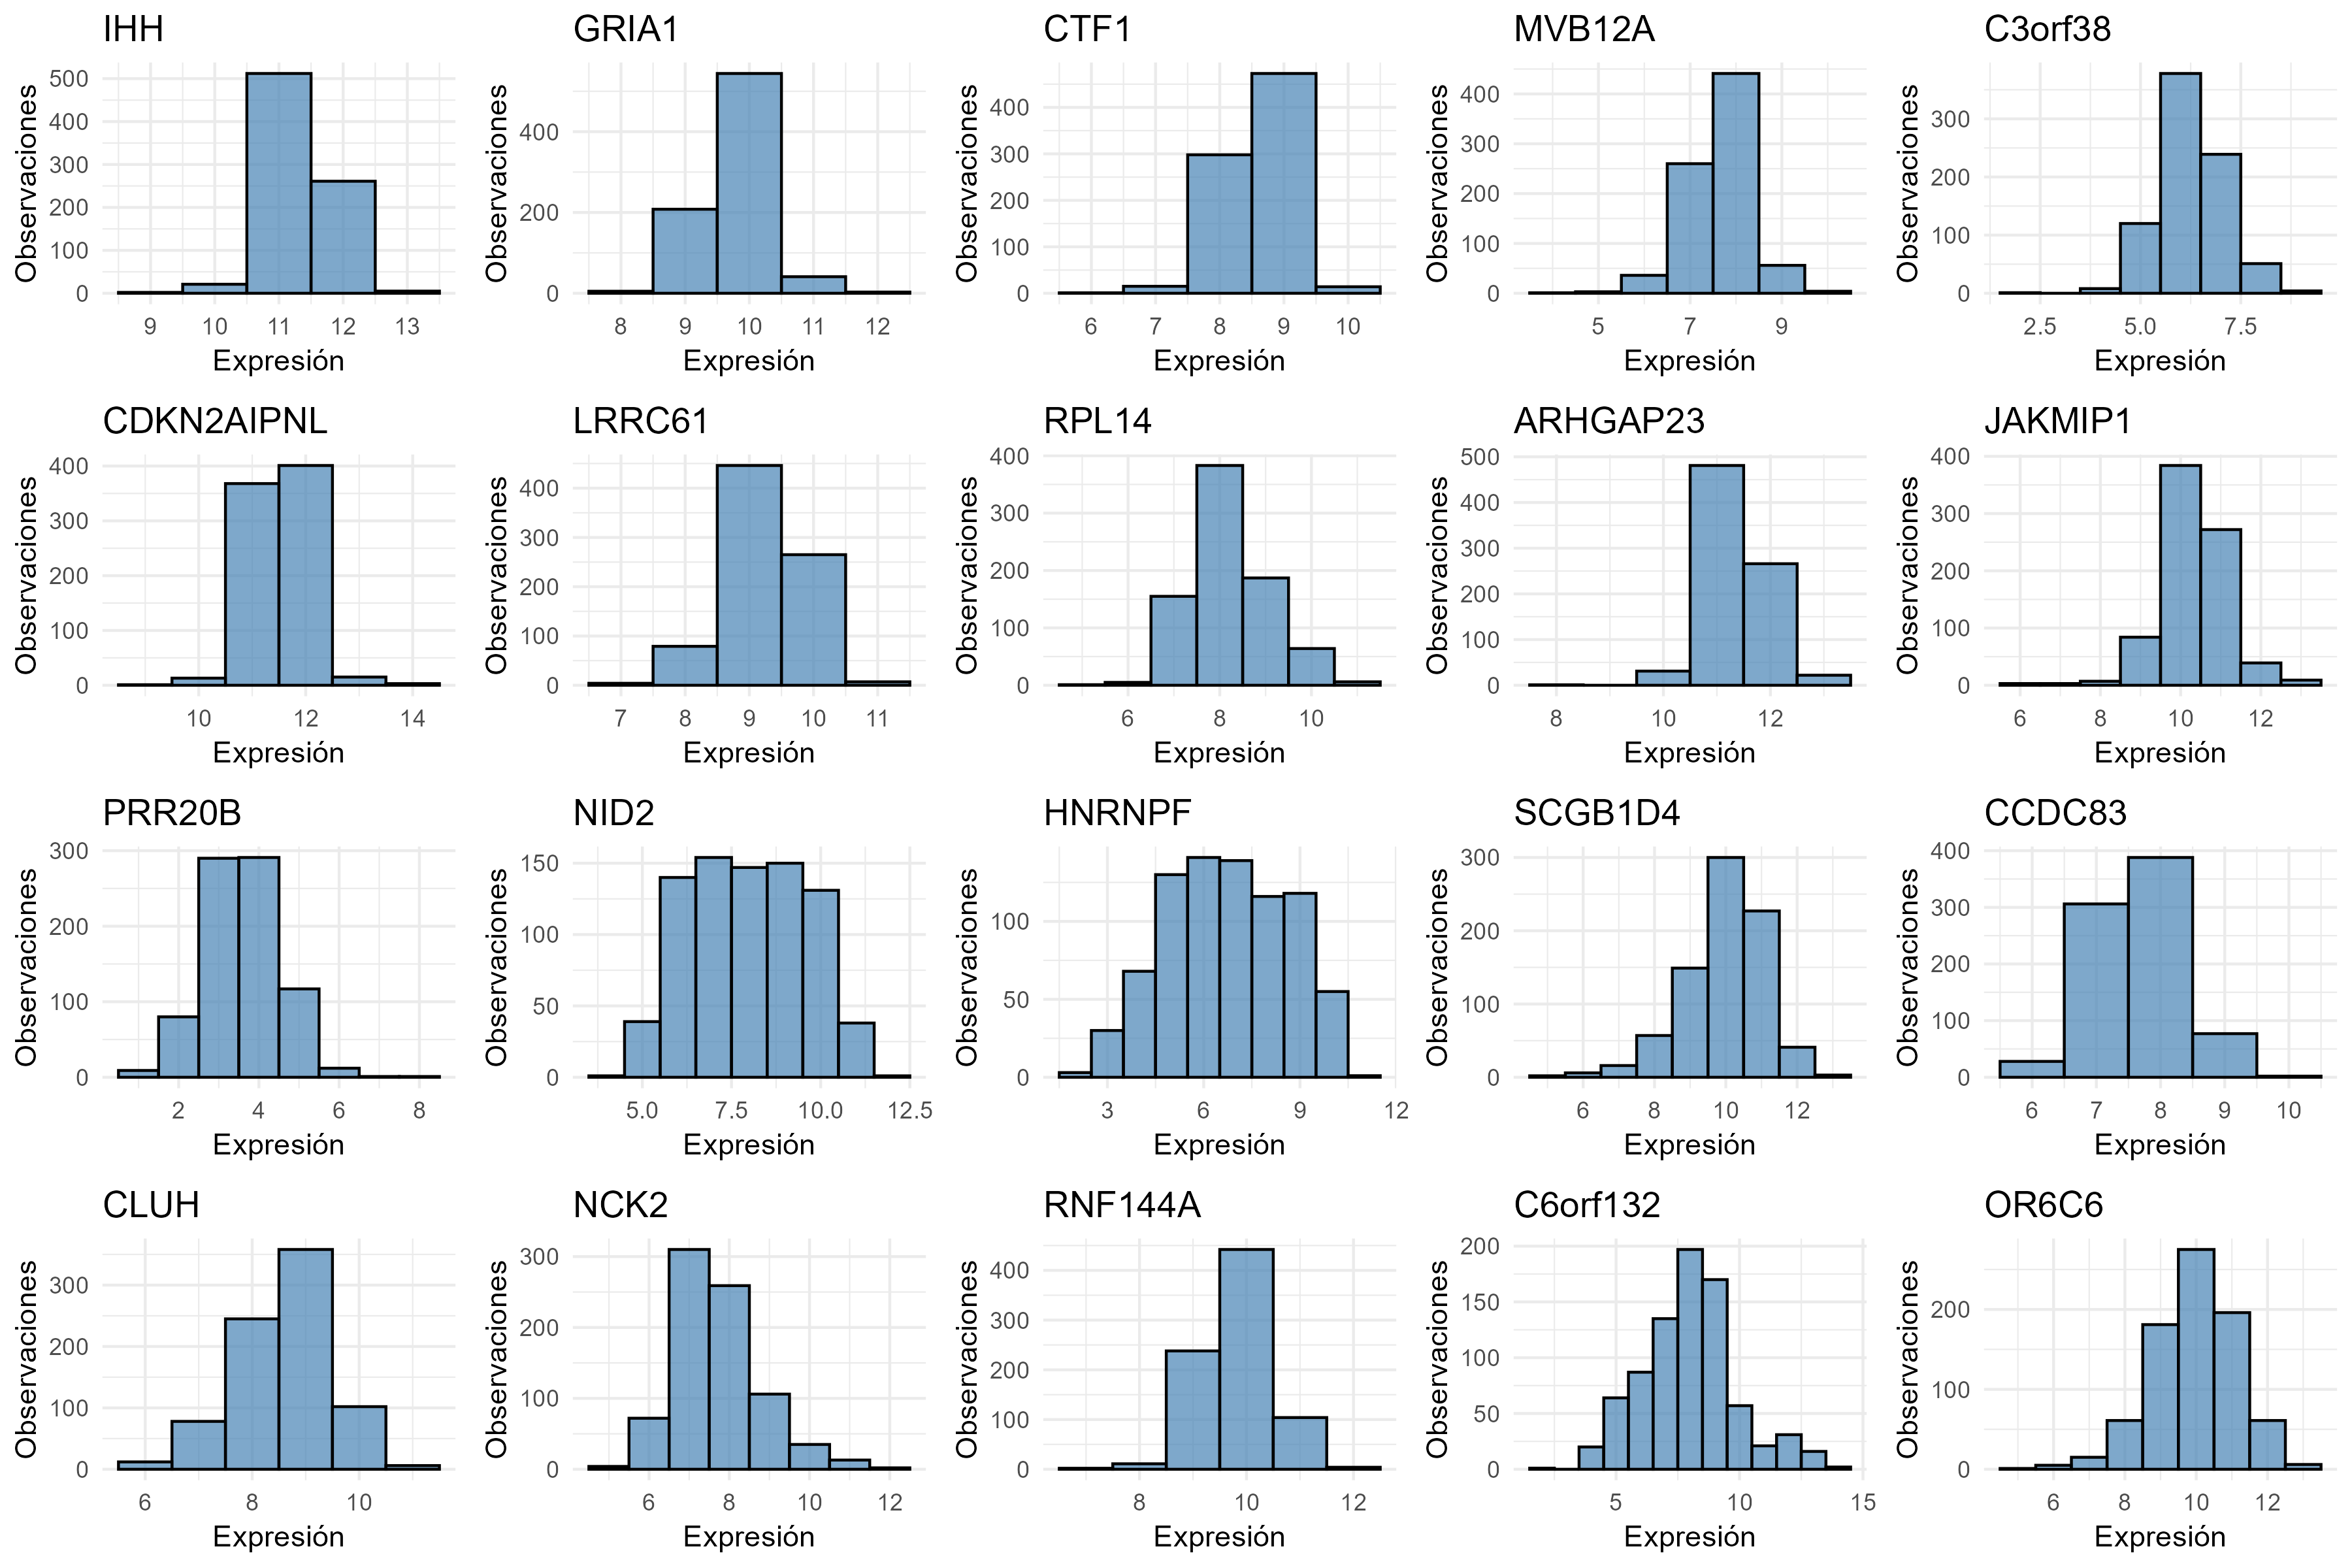 IHH
Observaciones
500
400
300
200
100
0
9 10 11 12 13
Expresión
GRIA1
Observaciones
400
200
0
8 9 10 11 12
Expresión
CTF1
Observaciones
400
300
200
100
0
6 7 8 9 10
Expresión
MVB12A
Observaciones
400
300
200
100
0
5 7 9
Expresión
C3orf38
Observaciones
300
200
100
0
2.5 5.0 7.5
Expresión
CDKN2AIPNL
Observaciones
400
300
200
100
0
10 12 14
Expresión
LRRC61
Observaciones
400
300
200
100
0
7 8 9 10 11
Expresión
RPL14
Observaciones
400
300
200
100
0
6 8 10
Expresión
ARHGAP23
Observaciones
500
400
300
200
100
0
8 10 12
Expresión
JAKMIP1
Observaciones
400
300
200
100
0
6 8 10 12
Expresión
PRR20B
Observaciones
300
200
100
0
2 4 6 8
Expresión
NID2
Observaciones
150
100
50
0
5.0 7.5 10.0 12.5
Expresión
HNRNPF
Observaciones
100
50
0
3 6 9 12
Expresión
SCGB1D4
Observaciones
300
200
100
0
6 8 10 12
Expresión
CCDC83
Observaciones
400
300
200
100
0
6 7 8 9 10
Expresión
CLUH
Observaciones
300
200
100
0
6 8 10
Expresión
NCK2
Observaciones
300
200
100
0
6 8 10 12
Expresión
RNF144A
Observaciones
400
300
200
100
0
8 10 12
Expresión
C6orf132
Observaciones
200
150
100
50
0
5 10 15
Expresión
OR6C6
Observaciones
200
100
0
6 8 10 12
Expresión